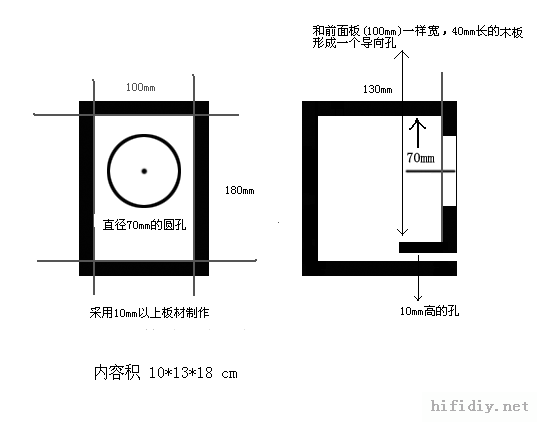 和前面板(100mm)一样宽，40mm长的木板
形成一个导向孔
100mm
130mm
70mm
180mm
直径70mm的圆孔
采用10mm以上板材制作
10mm高的孔
内容积 10*13*18 cm
hifidiy.net